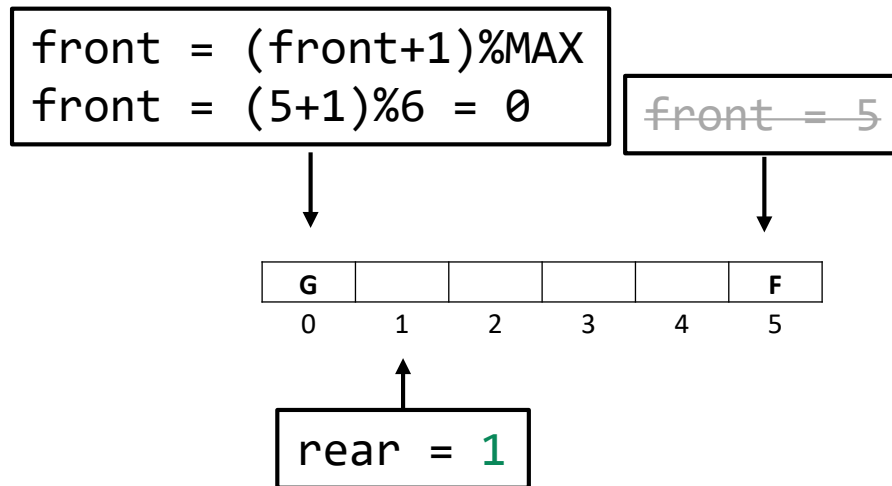 front = (front+1)%MAX
front = (5+1)%6 = 0
front = 5
G F
0 1 2 3 4 5
rear = 1